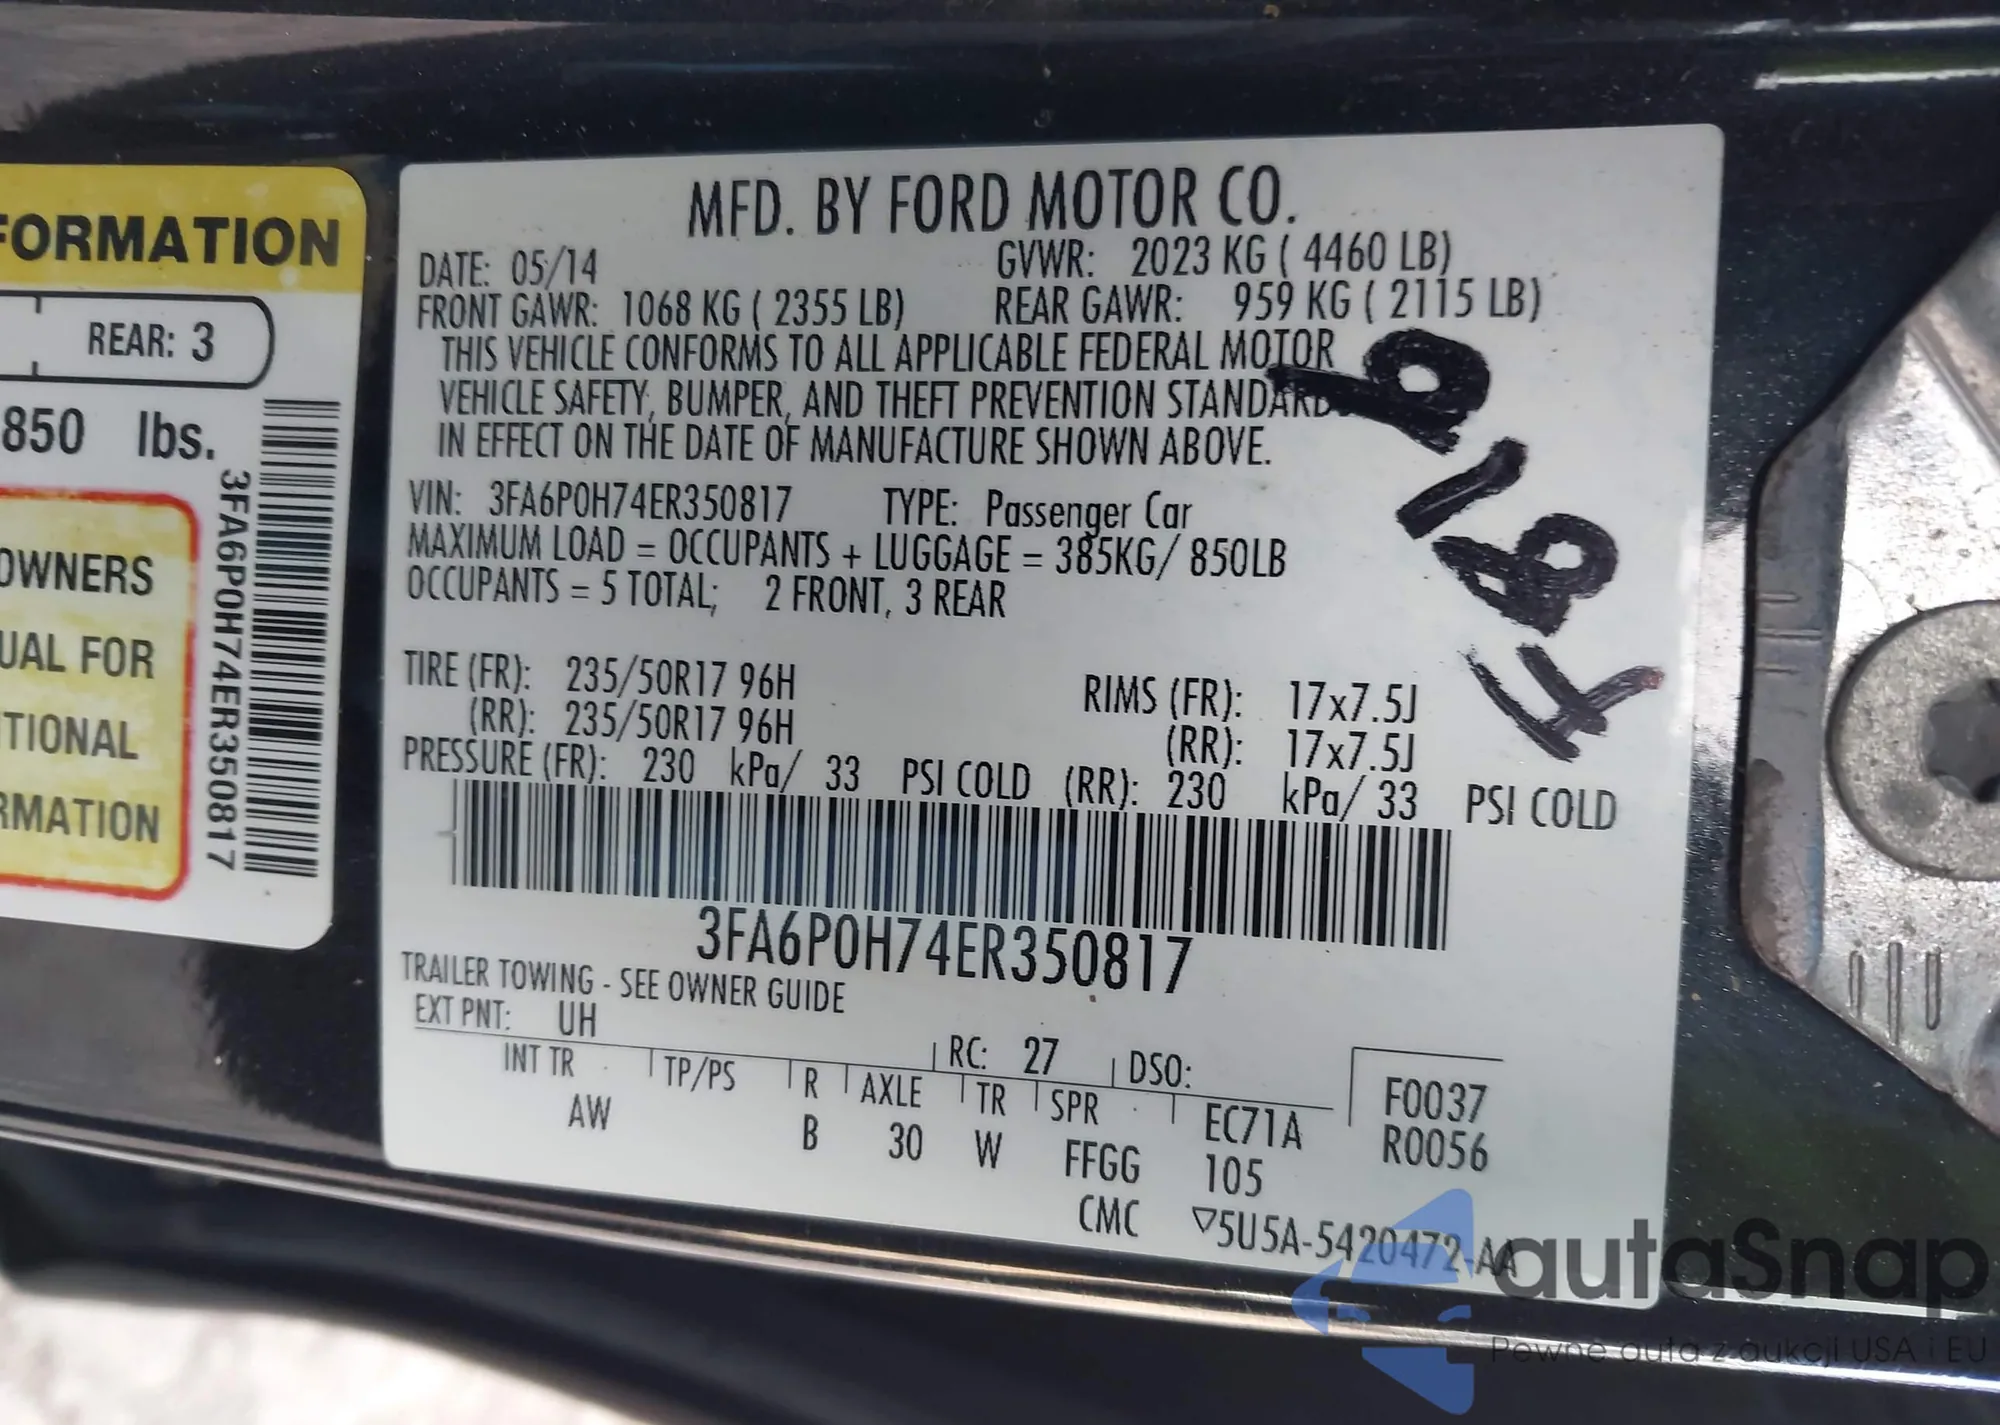 FORMATION
REAR: 3
850 lbs.
3FA6P0H74ER350817
OWNERS
UAL FOR
TIONAL
RMATION
MFD. BY FORD MOTOR CO.
DATE: 05/14 GVWR: 2023 KG ( 4460 LB)
FRONT GAWR: 1068 KG ( 2355 LB) REAR GAWR: 959 KG ( 2115 LB)
THIS VEHICLE CONFORMS TO ALL APPLICABLE FEDERAL MOTOR
VEHICLE SAFETY, BUMPER, AND THEFT PREVENTION STANDARD
IN EFFECT ON THE DATE OF MANUFACTURE SHOWN ABOVE.
VIN: 3FA6P0H74ER350817 TYPE: Passenger Car
MAXIMUM LOAD = OCCUPANTS + LUGGAGE = 385KG/ 850LB
OCCUPANTS = 5 TOTAL; 2 FRONT, 3 REAR
TIRE (FR): 235/50R17 96H RIMS (FR): 17x7.5J
(RR): 235/50R17 96H (RR): 17x7.5J
PRESSURE (FR): 230 kPa/ 33 PSI COLD (RR): 230 kPa/ 33 PSI COLD
3FA6P0H74ER350817
TRAILER TOWING - SEE OWNER GUIDE
EXT PNT: UH RC: 27 DSO:
INT TR TP/PS R AXLE TR SPR EC71A F0037
AW B 30 W FFGG 105 R0056
CMC ▽5U5A-5420472-AA
autaSnap
Pewne auta z aukcji USA i EU